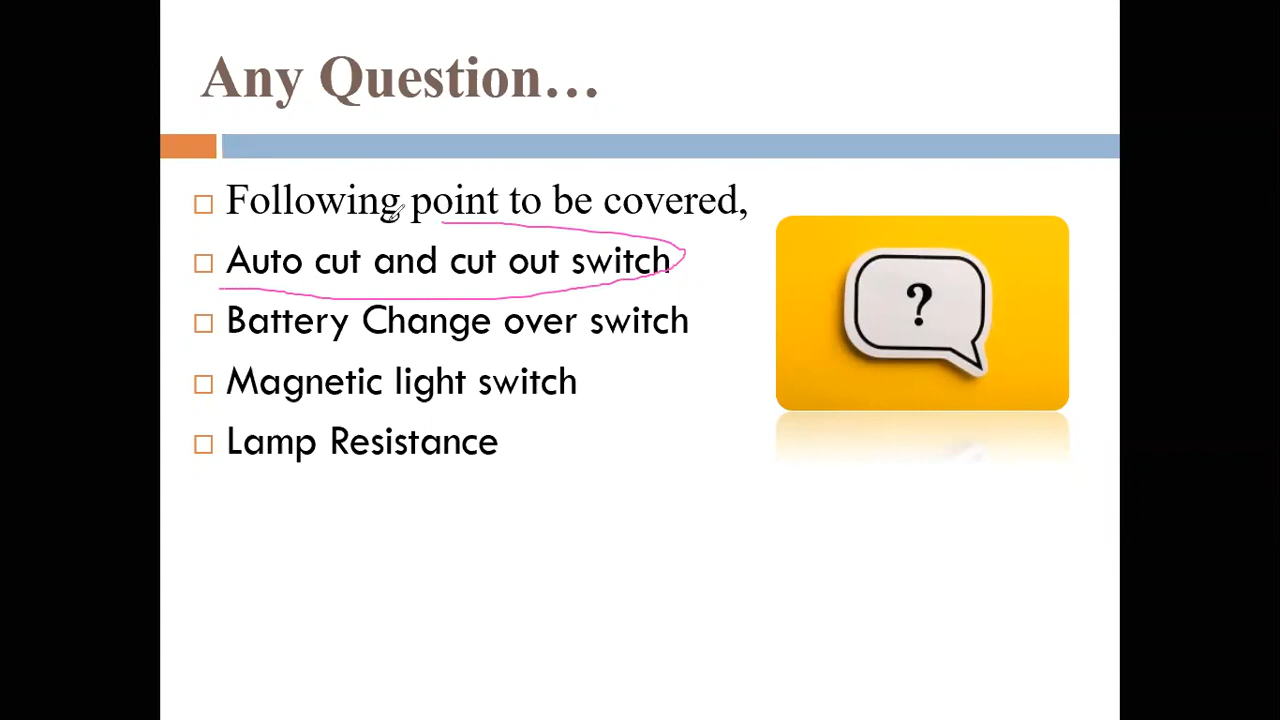 Any Question...
Following point to be covered,
Auto cut and cut out switch
Battery Change over switch
Magnetic light switch
Lamp Resistance
?